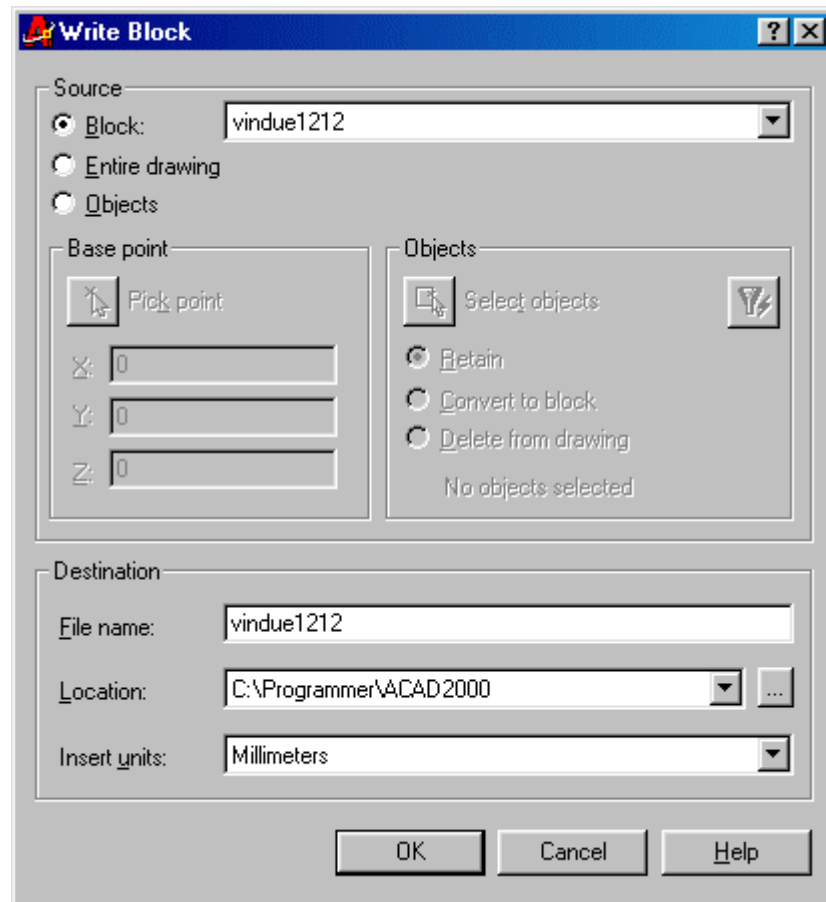 Write Block
Source
Block: vindue1212
Entire drawing
Objects
Base point
Pick point
X: 0
Y: 0
Z: 0
Objects
Select objects
Retain
Convert to block
Delete from drawing
No objects selected
Destination
File name: vindue1212
Location: C:\Programmer\ACAD2000 ...
Insert units: Millimeters
OK Cancel Help